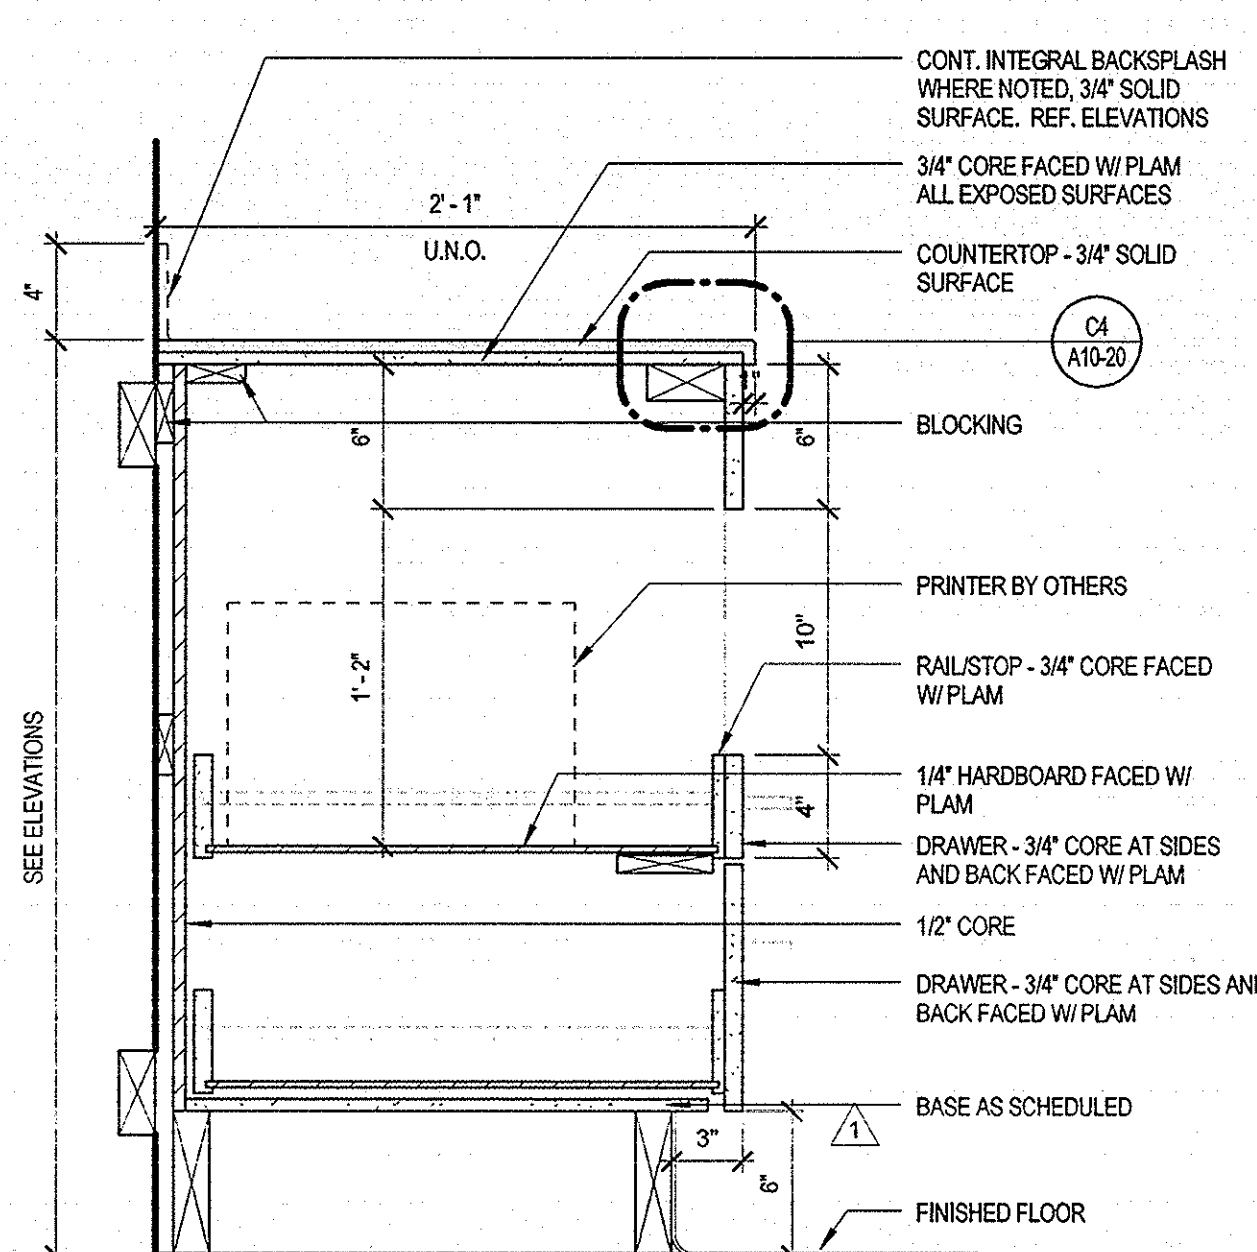 CONT. INTEGRAL BACKSPLASH
WHERE NOTED, 3/4" SOLID
SURFACE. REF. ELEVATIONS
3/4" CORE FACED W/ PLAM
ALL EXPOSED SURFACES
2' - 1"
U.N.O.
COUNTERTOP - 3/4" SOLID
SURFACE
4"
C4
A10-20
BLOCKING
6"
6"
PRINTER BY OTHERS
10"
1' - 2"
RAIL/STOP - 3/4" CORE FACED
W/ PLAM
SEE ELEVATIONS
1/4" HARDBOARD FACED W/
PLAM
4"
DRAWER - 3/4" CORE AT SIDES
AND BACK FACED W/ PLAM
1/2" CORE
DRAWER - 3/4" CORE AT SIDES
BACK FACED W/ PLAM
BASE AS SCHEDULED
1
3"
6"
FINISHED FLOOR